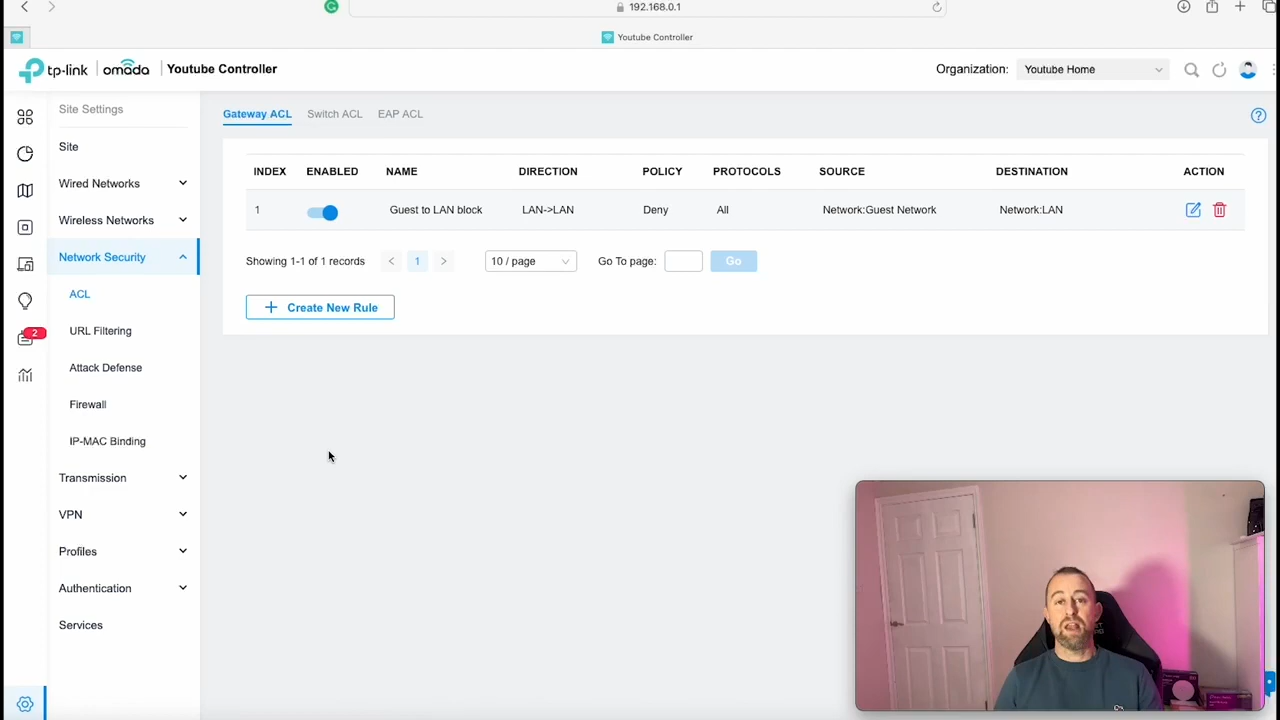 192.168.0.1
Youtube Controller
tp-link
omada
Youtube Controller
Organization:
Youtube Home
Site Settings
Site
Wired Networks
Wireless Networks
Network Security
ACL
URL Filtering
Attack Defense
Firewall
IP-MAC Binding
Transmission
VPN
Profiles
Authentication
Services
2
Gateway ACL Switch ACL EAP ACL
?
INDEX ENABLED NAME DIRECTION POLICY PROTOCOLS SOURCE DESTINATION ACTION
1 Guest to LAN block LAN->LAN Deny All Network:Guest Network Network:LAN
Showing 1-1 of 1 records < 1 > 10 / page Go To page: Go
+ Create New Rule